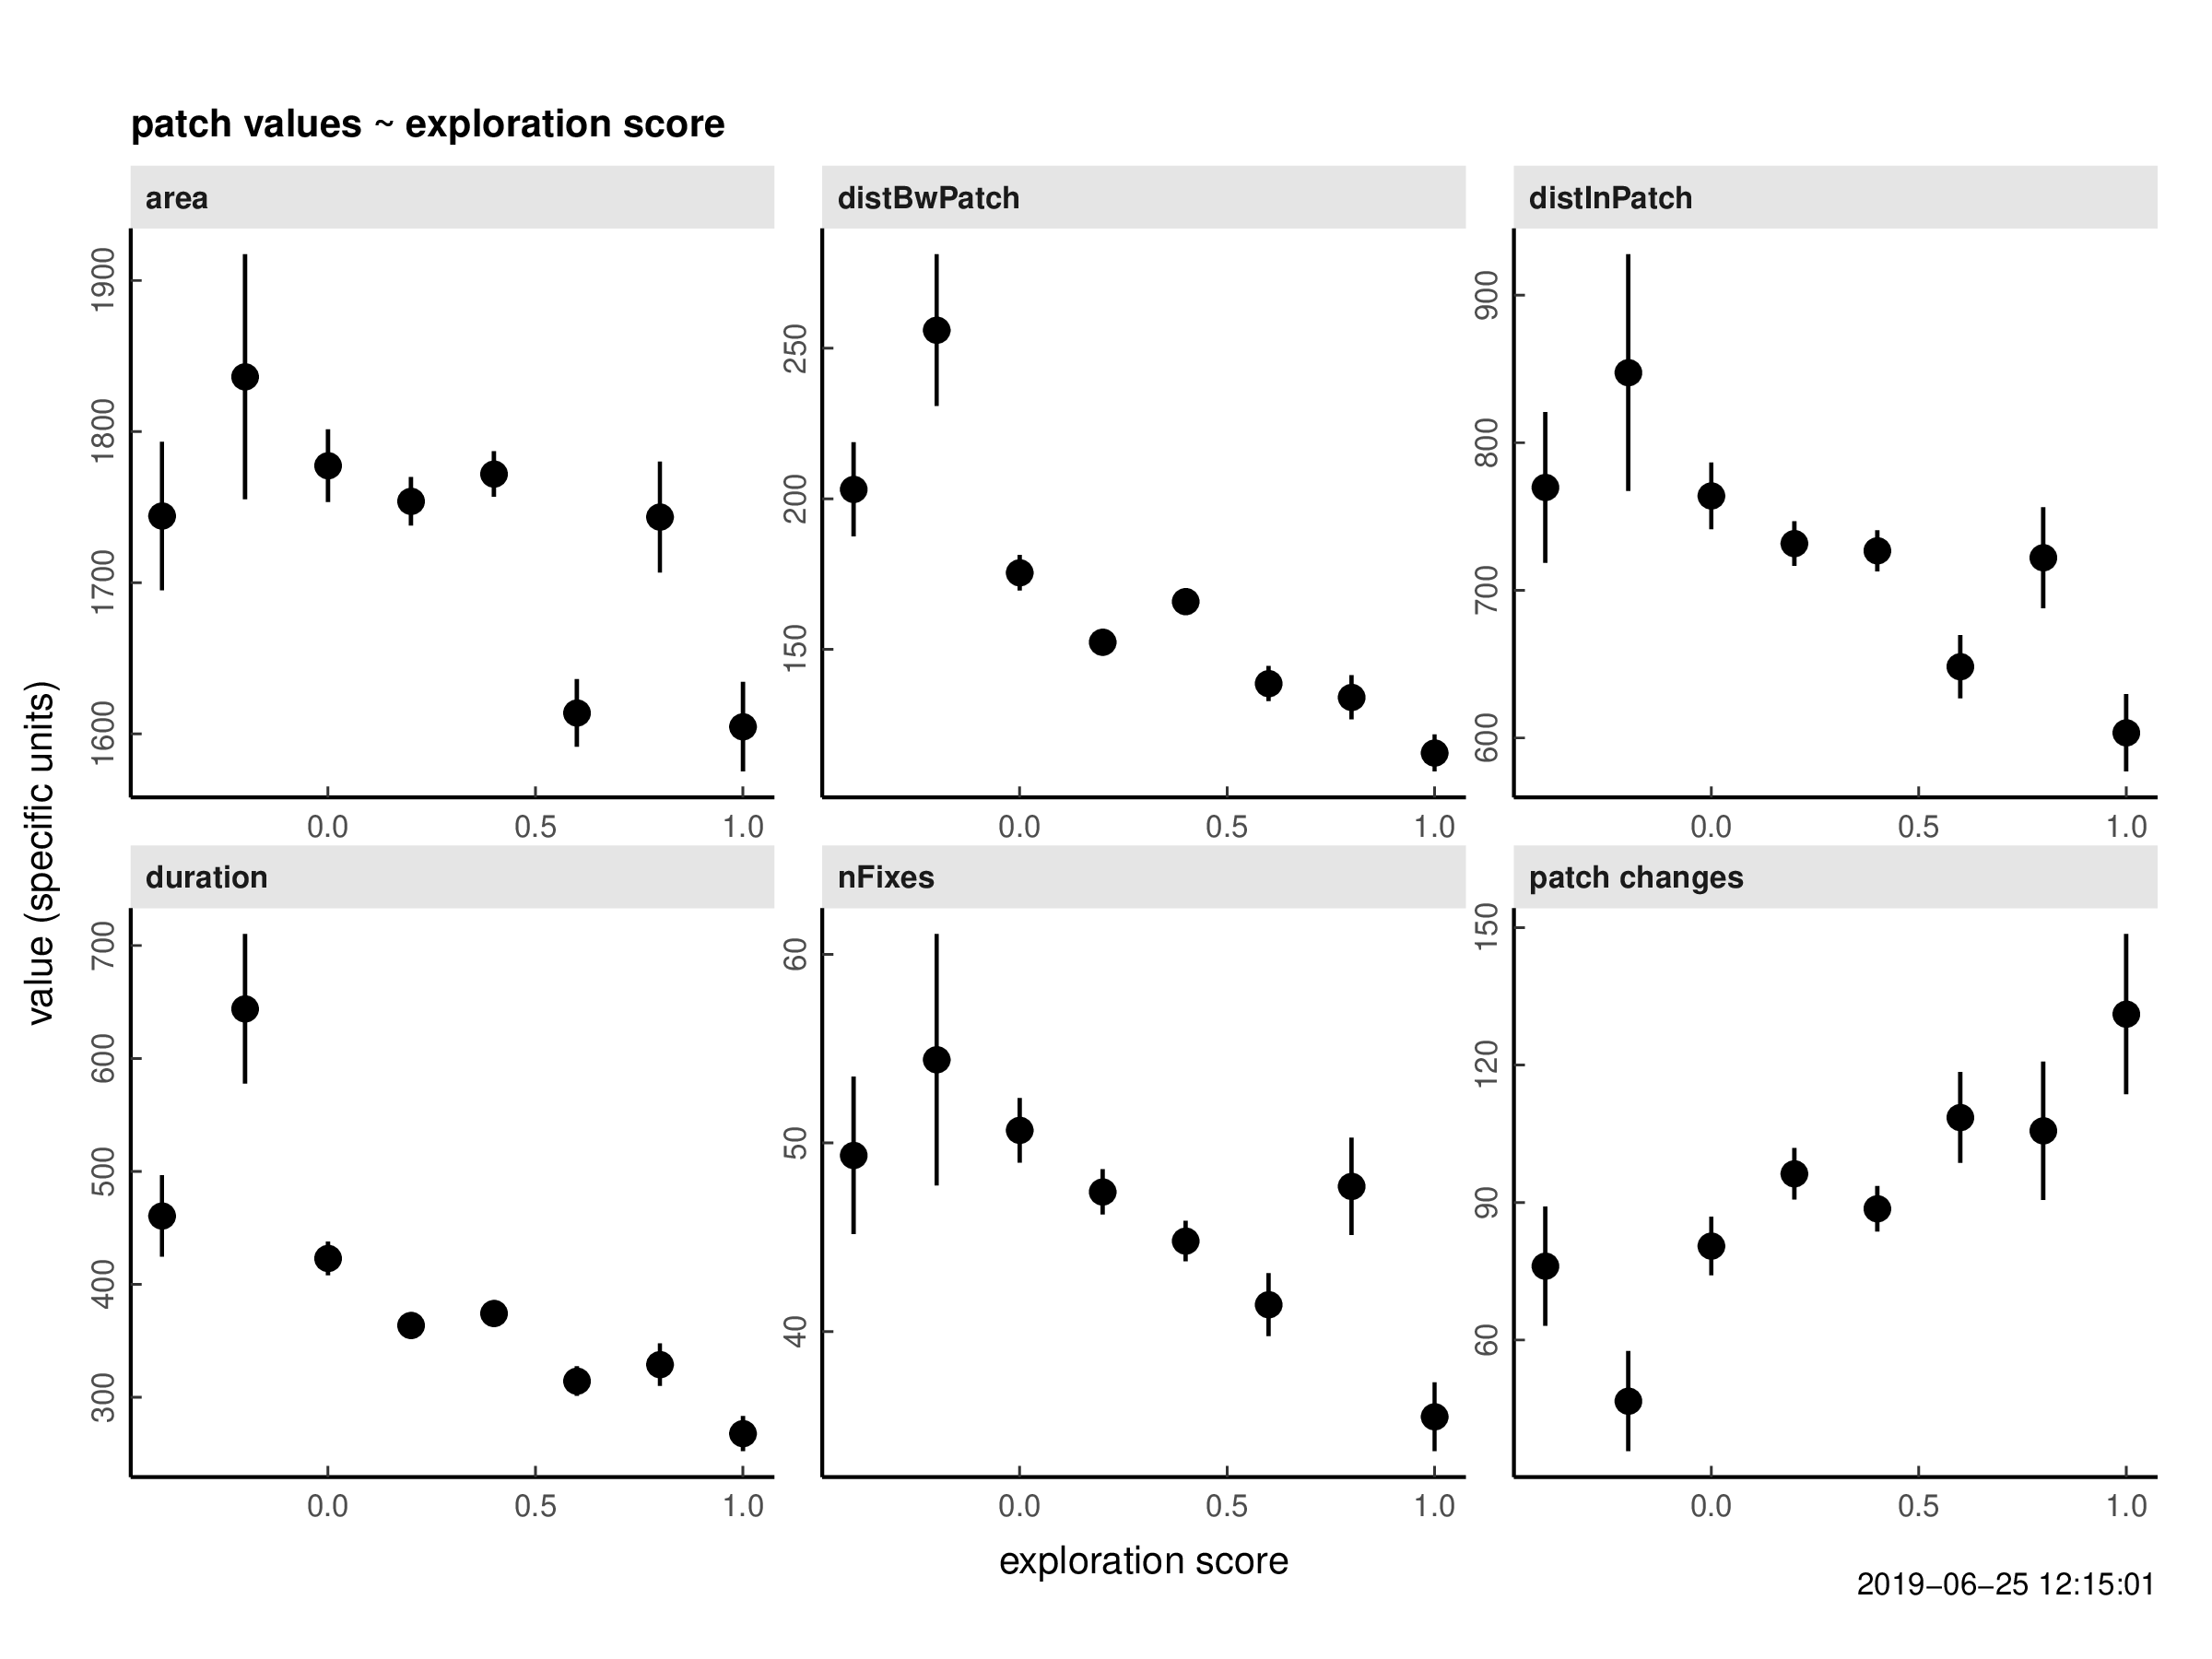 patch values ~ exploration score
area
distBwPatch
distInPatch
1900
1800
1700
1600
250
200
150
900
800
700
600
0.0 0.5 1.0
0.0 0.5 1.0
0.0 0.5 1.0
value (specific units)
duration
nFixes
patch changes
700
600
500
400
300
60
50
40
150
120
90
60
0.0 0.5 1.0
0.0 0.5 1.0
0.0 0.5 1.0
exploration score
2019−06−25 12:15:01